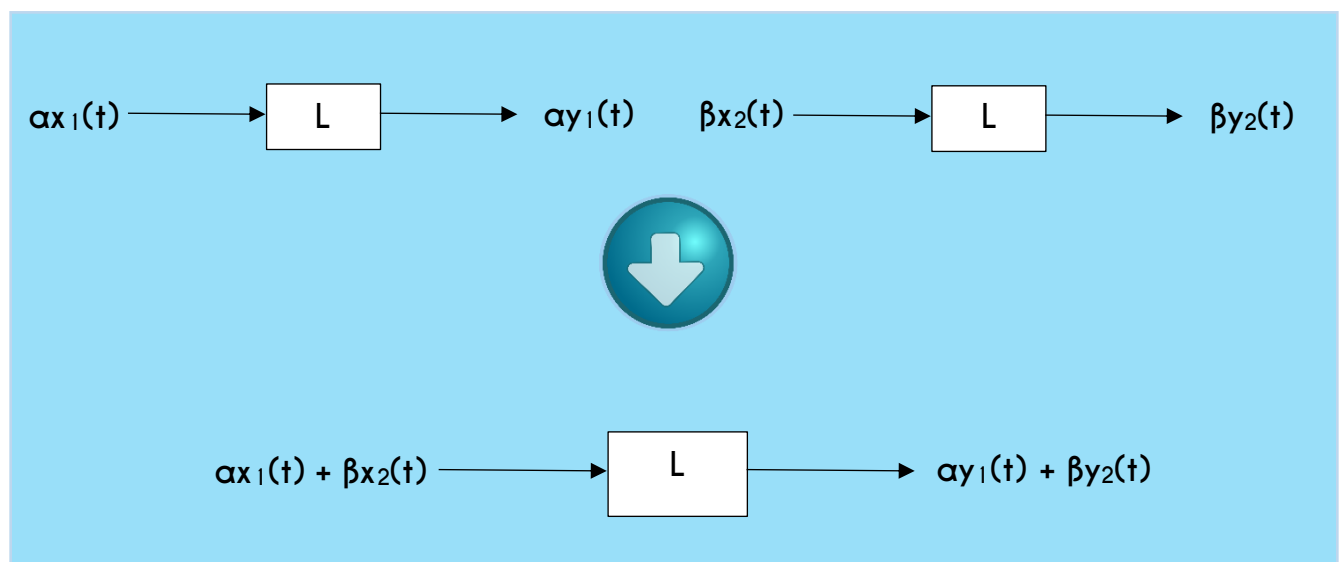 αx₁(t) L αy₁(t) βx₂(t) L βy₂(t)
αx₁(t) + βx₂(t) L αy₁(t) + βy₂(t)